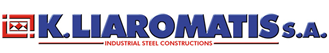 K.LIAROMATIS S.A.
INDUSTRIAL STEEL CONSTRUCTIONS